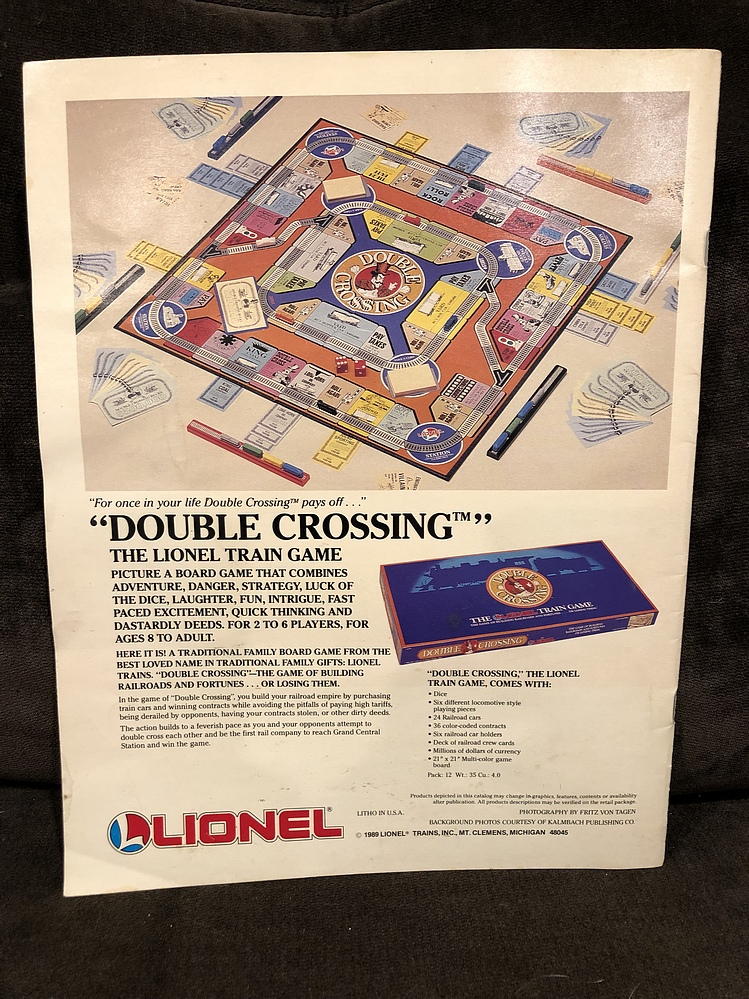 DOUBLE
CROSSING
ROCK
ROLL!
PAY
TAXES
KING
ROLL
AGAIN
STATION
"For once in your life Double Crossing™ pays off . . ."
"DOUBLE CROSSING™"
THE LIONEL TRAIN GAME
PICTURE A BOARD GAME THAT COMBINES
ADVENTURE, DANGER, STRATEGY, LUCK OF
THE DICE, LAUGHTER, FUN, INTRIGUE, FAST
PACED EXCITEMENT, QUICK THINKING AND
DASTARDLY DEEDS. FOR 2 TO 6 PLAYERS, FOR
AGES 8 TO ADULT.
HERE IT IS! A TRADITIONAL FAMILY BOARD GAME FROM THE
BEST LOVED NAME IN TRADITIONAL FAMILY GIFTS: LIONEL
TRAINS. "DOUBLE CROSSING"—THE GAME OF BUILDING
RAILROADS AND FORTUNES . . . OR LOSING THEM.
In the game of "Double Crossing", you build your railroad empire by purchasing
train cars and winning contracts while avoiding the pitfalls of paying high tariffs,
being derailed by opponents, having your contracts stolen, or other dirty deeds.
The action builds to a feverish pace as you and your opponents attempt to
double cross each other and be the first rail company to reach Grand Central
Station and win the game.
DOUBLE
CROSSING
THE LIONEL TRAIN GAME
DOUBLE CROSSING
"DOUBLE CROSSING," THE LIONEL
TRAIN GAME, COMES WITH:
• Dice
• Six different locomotive style
playing pieces
• 24 Railroad cars
• 36 color-coded contracts
• Six railroad car holders
• Deck of railroad crew cards
• Millions of dollars of currency
• 21" x 21" Multi-color game
board
Pack: 12 Wt.: 35 Cu.: 4.0
Products depicted in this catalog may change in graphics, features, contents or availability
after publication. All products descriptions may be verified on the retail package.
LIONEL®
LITHO IN U.S.A.
PHOTOGRAPHY BY FRITZ VON TAGEN
BACKGROUND PHOTOS COURTESY OF KALMBACH PUBLISHING CO.
© 1989 LIONEL® TRAINS, INC., MT. CLEMENS, MICHIGAN 48045